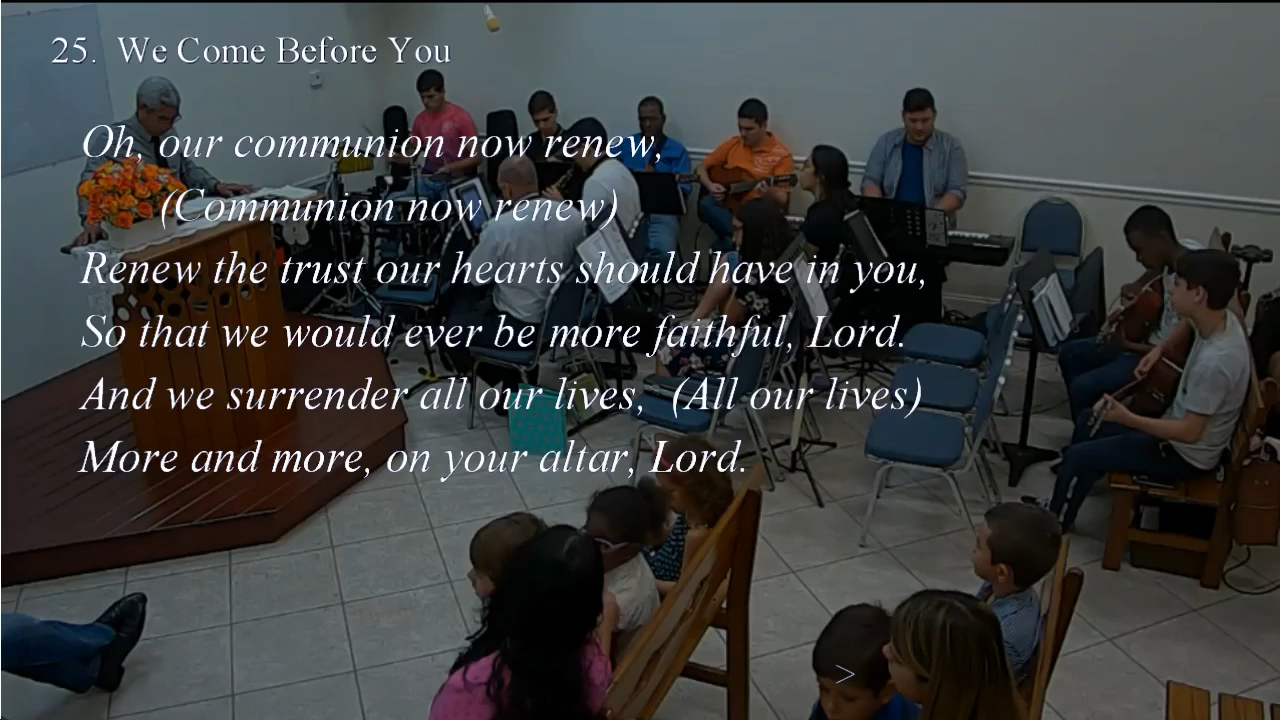 25.  We Come Before You
Oh, our communion now renew,
(Communion now renew)
Renew the trust our hearts should have in you,
So that we would ever be more faithful, Lord.
And we surrender all our lives,  (All our lives)
More and more, on your altar, Lord.
>